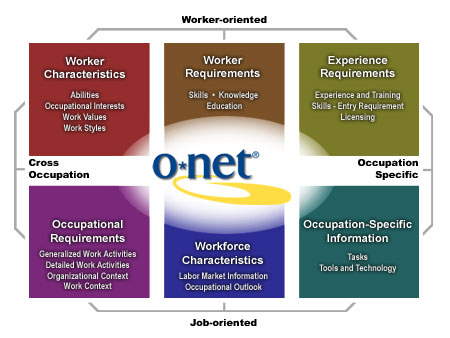 Worker-oriented
Worker
Characteristics
Abilities
Occupational Interests
Work Values
Work Styles
Worker
Requirements
Skills • Knowledge
Education
Experience
Requirements
Experience and Training
Skills - Entry Requirement
Licensing
Cross
Occupation
o*net®
Occupation
Specific
Occupational
Requirements
Generalized Work Activities
Detailed Work Activities
Organizational Context
Work Context
Workforce
Characteristics
Labor Market Information
Occupational Outlook
Occupation-Specific
Information
Tasks
Tools and Technology
Job-oriented